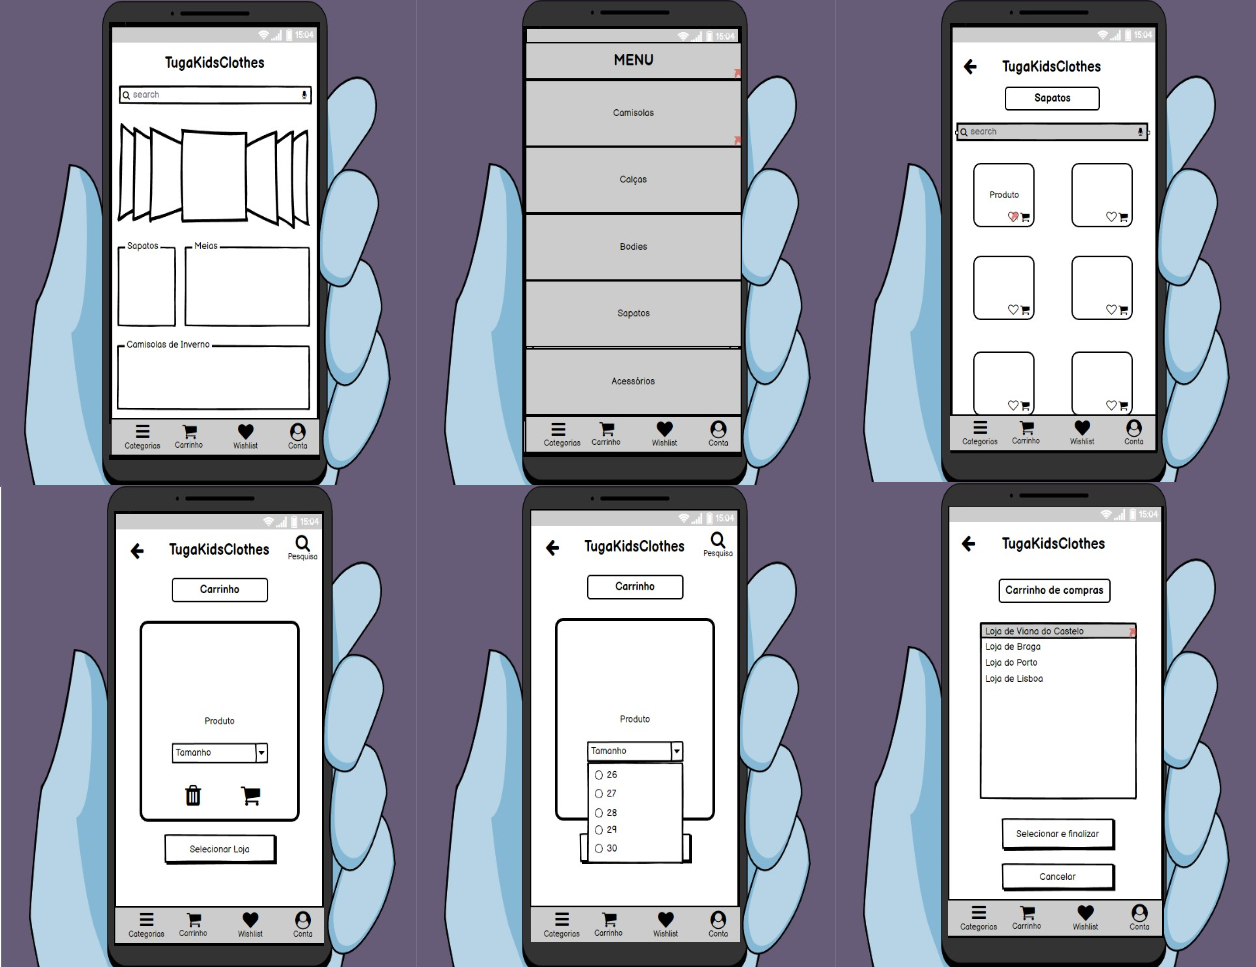 15:04
TugaKidsClothes
search
Sapatos
Meias
Camisolas de Inverno
Categorias
Carrinho
Wishlist
Conta
15:04
MENU
Camisolas
Calças
Bodies
Sapatos
Acessórios
Categorias
Carrinho
Wishlist
Conta
15:04
TugaKidsClothes
Sapatos
search
Produto
Categorias
Carrinho
Wishlist
Conta
15:04
TugaKidsClothes
Pesquisa
Carrinho
Produto
Tamanho
Selecionar Loja
Categorias
Carrinho
Wishlist
Conta
15:04
TugaKidsClothes
Pesquisa
Carrinho
Produto
Tamanho
26
27
28
29
30
Categorias
Carrinho
Wishlist
Conta
15:04
TugaKidsClothes
Carrinho de compras
Loja de Viana do Castelo
Loja de Braga
Loja do Porto
Loja de Lisboa
Selecionar e finalizar
Cancelar
Categorias
Carrinho
Wishlist
Conta